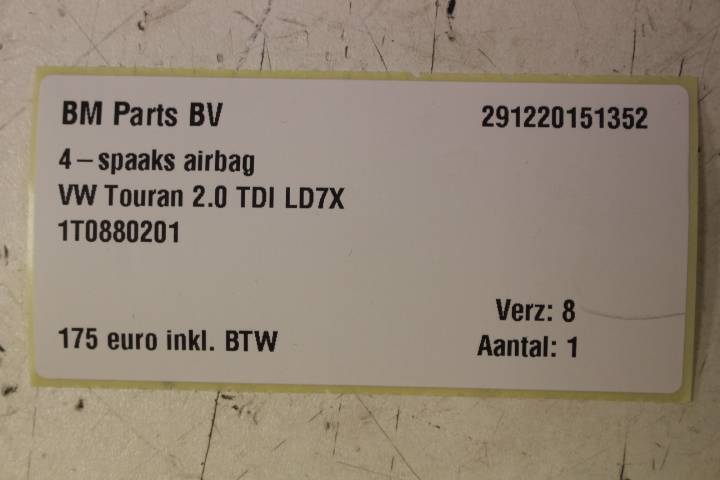 BM Parts BV 291220151352
4-spaaks airbag
VW Touran 2.0 TDI LD7X
1T0880201
Verz: 8
175 euro inkl. BTW Aantal: 1